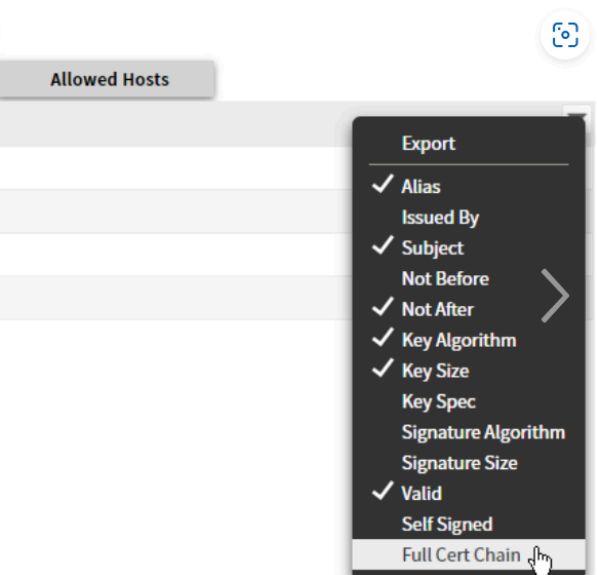 Allowed Hosts
Export
Alias
Issued By
Subject
Not Before
Not After
Key Algorithm
Key Size
Key Spec
Signature Algorithm
Signature Size
Valid
Self Signed
Full Cert Chain